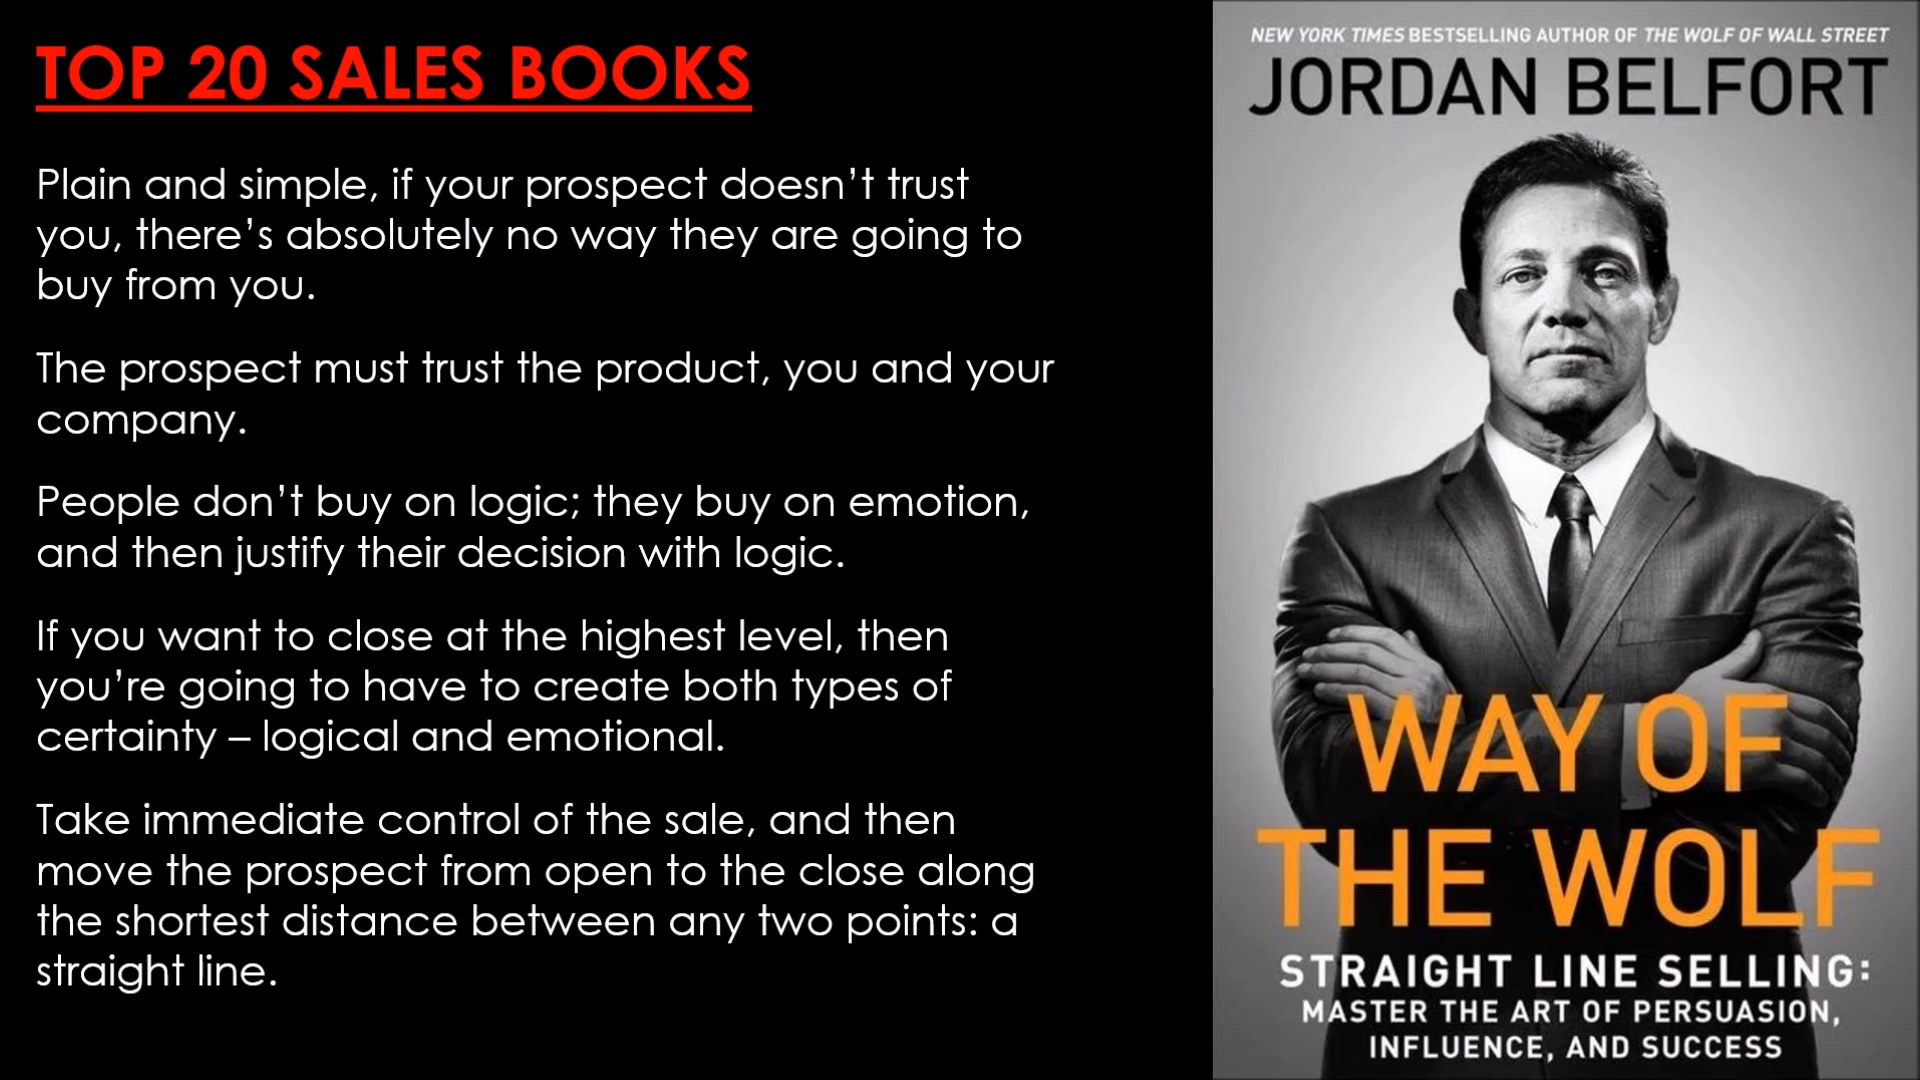 TOP 20 SALES BOOKS
Plain and simple, if your prospect doesn’t trust
you, there’s absolutely no way they are going to
buy from you.
The prospect must trust the product, you and your
company.
People don’t buy on logic; they buy on emotion,
and then justify their decision with logic.
If you want to close at the highest level, then
you’re going to have to create both types of
certainty – logical and emotional.
Take immediate control of the sale, and then
move the prospect from open to the close along
the shortest distance between any two points: a
straight line.
NEW YORK TIMES BESTSELLING AUTHOR OF THE WOLF OF WALL STREET
JORDAN BELFORT
WAY OF
THE WOLF
STRAIGHT LINE SELLING:
MASTER THE ART OF PERSUASION,
INFLUENCE, AND SUCCESS